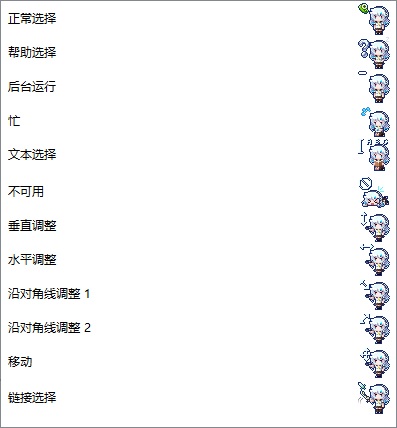 正常选择
帮助选择
后台运行
忙
文本选择
不可用
垂直调整
水平调整
沿对角线调整 1
沿对角线调整 2
移动
链接选择